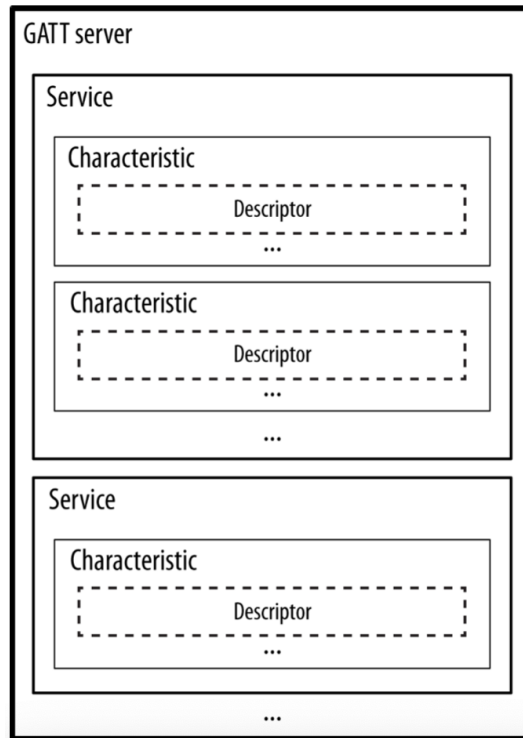 GATT server
Service
Characteristic
Descriptor
...
Characteristic
Descriptor
...
...
Service
Characteristic
Descriptor
...
...